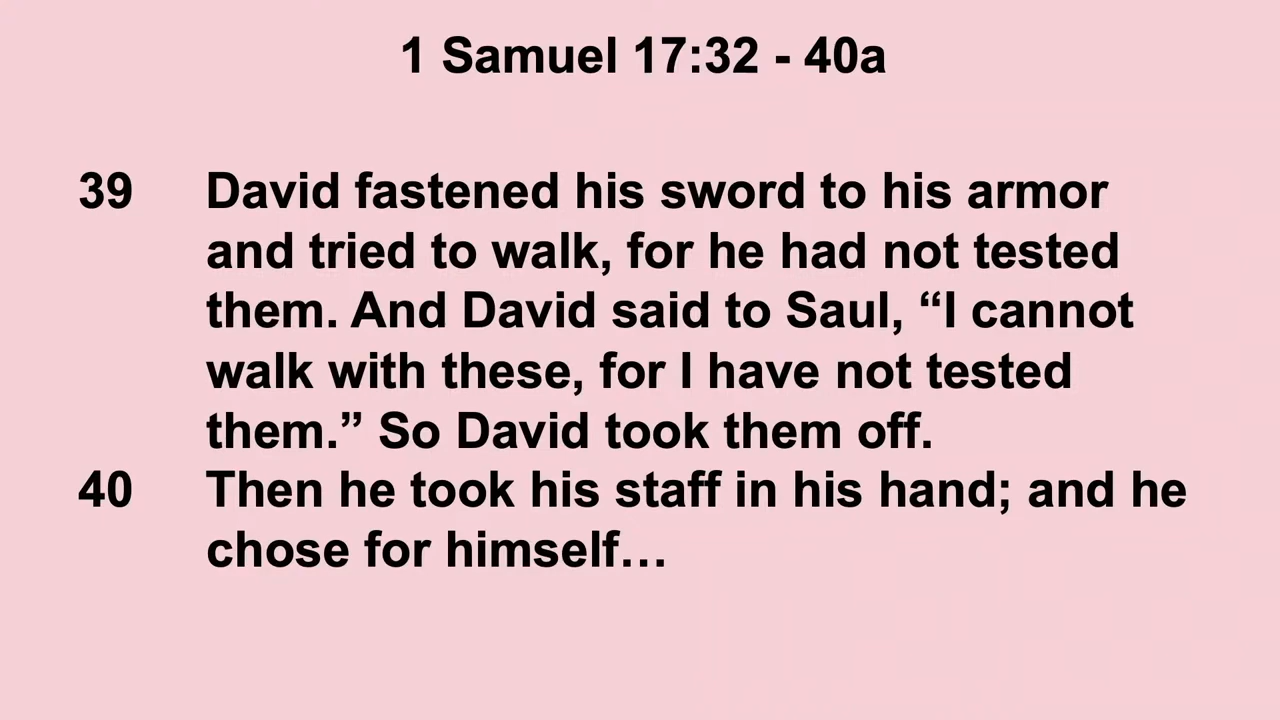 1 Samuel 17:32 - 40a
39 David fastened his sword to his armor
and tried to walk, for he had not tested
them. And David said to Saul, “I cannot
walk with these, for I have not tested
them.” So David took them off.
40 Then he took his staff in his hand; and he
chose for himself…